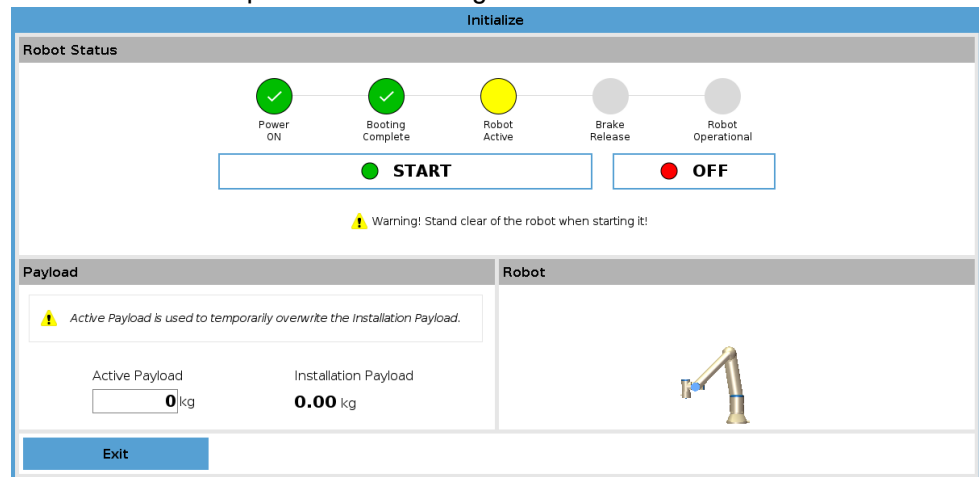 Initialize
Robot Status
Power
ON
Booting
Complete
Robot
Active
Brake
Release
Robot
Operational
START
OFF
Warning! Stand clear of the robot when starting it!
Payload
Robot
Active Payload is used to temporarily overwrite the Installation Payload.
Active Payload
Installation Payload
0 kg
0.00 kg
Exit